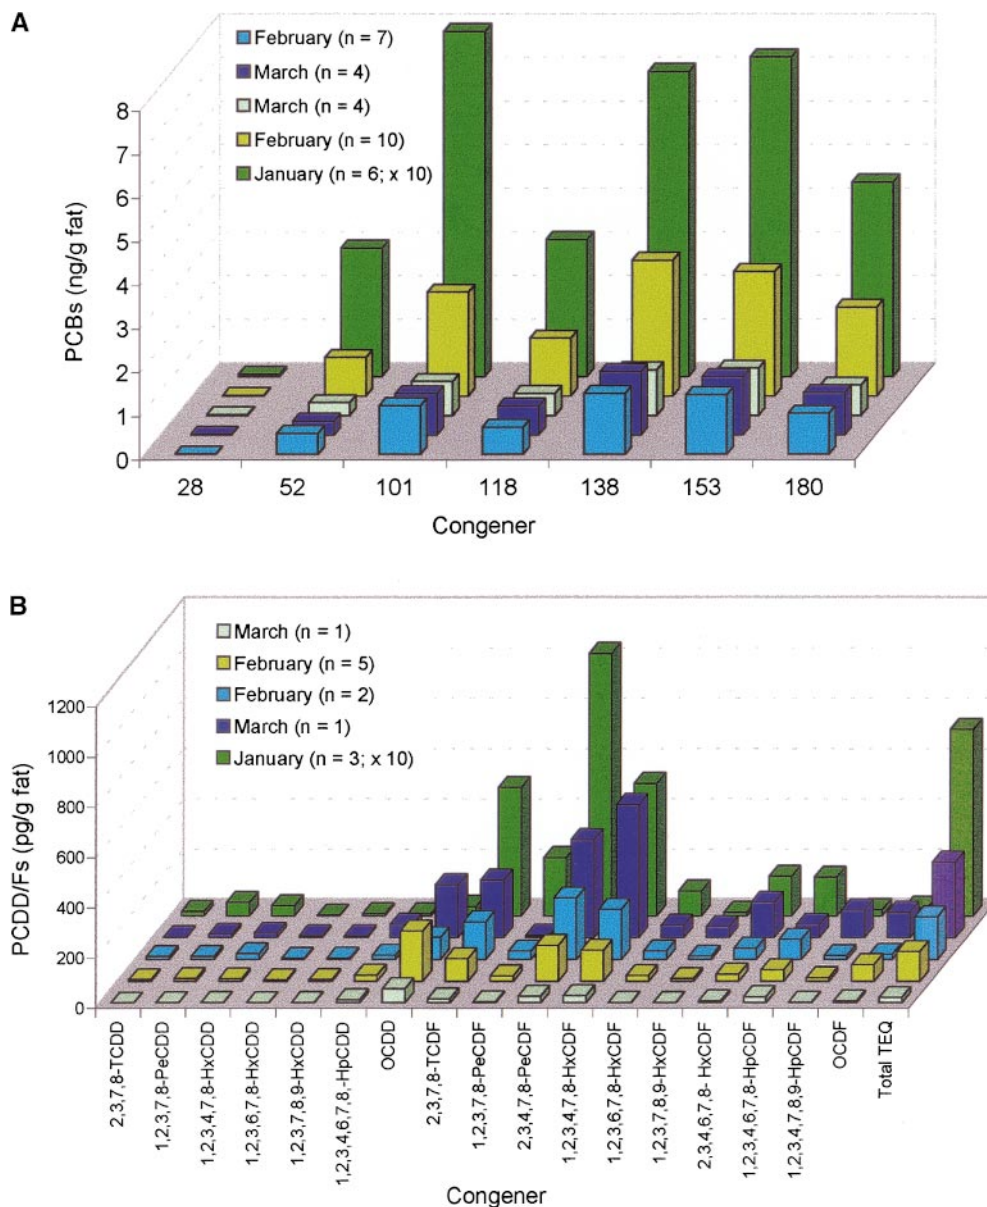 A
February (n = 7)
March (n = 4)
March (n = 4)
February (n = 10)
January (n = 6; x 10)
PCBs (ng/g fat)
8
7
6
5
4
3
2
1
0
28 52 101 118 138 153 180
Congener
B
March (n = 1)
February (n = 5)
February (n = 2)
March (n = 1)
January (n = 3; x 10)
PCDD/Fs (pg/g fat)
1200
1000
800
600
400
200
0
2,3,7,8-TCDD
1,2,3,7,8-PeCDD
1,2,3,4,7,8-HxCDD
1,2,3,6,7,8-HxCDD
1,2,3,7,8,9-HxCDD
1,2,3,4,6,7,8,-HpCDD
OCDD
2,3,7,8-TCDF
1,2,3,7,8-PeCDF
2,3,4,7,8-PeCDF
1,2,3,4,7,8-HxCDF
1,2,3,6,7,8-HxCDF
1,2,3,7,8,9-HxCDF
2,3,4,6,7,8- HxCDF
1,2,3,4,6,7,8-HpCDF
1,2,3,4,7,8,9-HpCDF
OCDF
Total TEQ
Congener